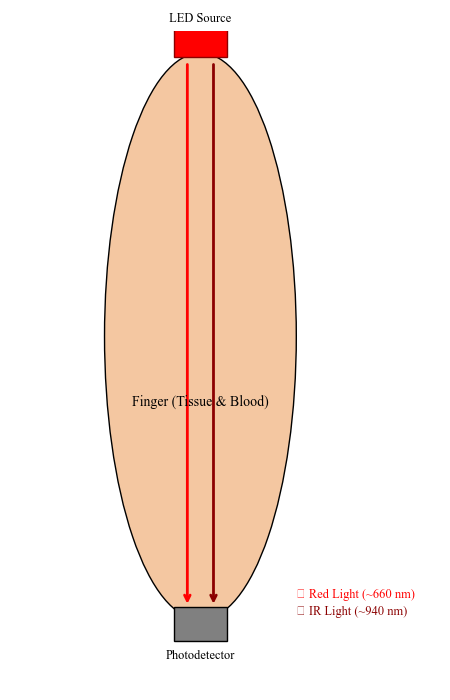 LED Source
Finger (Tissue & Blood)
□ Red Light (~660 nm)
□ IR Light (~940 nm)
Photodetector